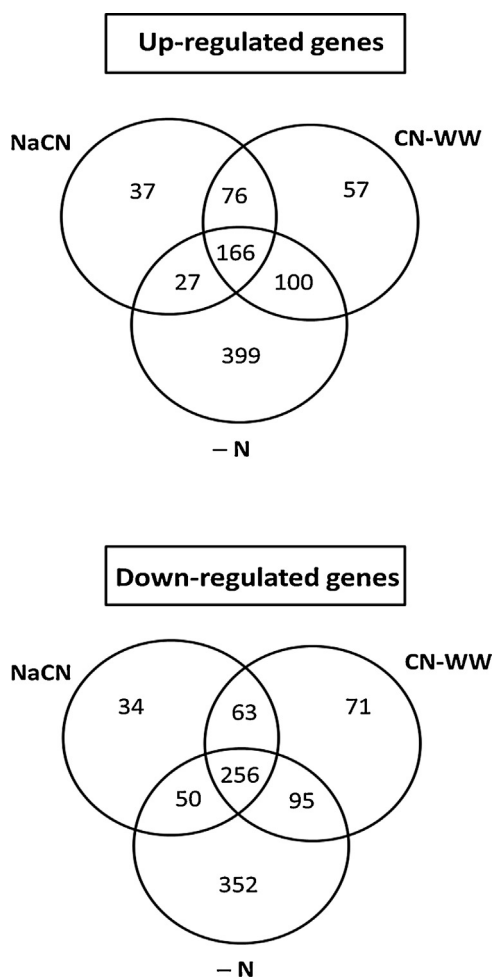 Up-regulated genes
NaCN
CN-WW
37
76
57
166
27
100
399
– N
Down-regulated genes
NaCN
CN-WW
34
63
71
256
50
95
352
– N